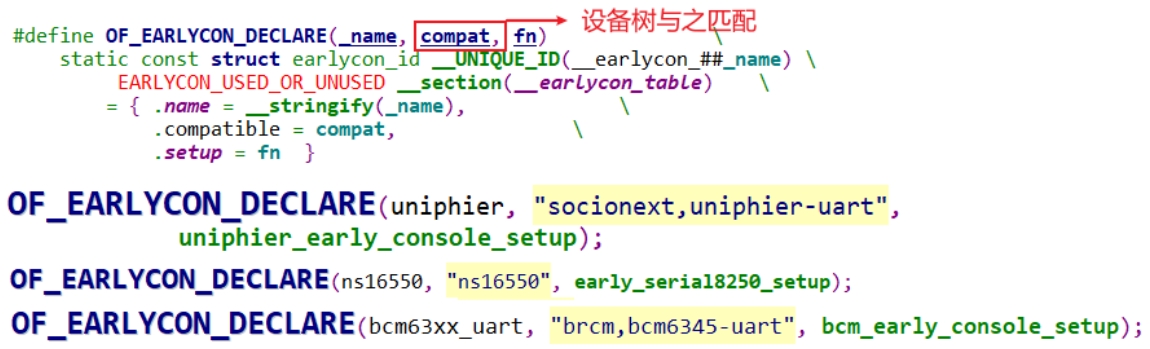 设备树与之匹配
#define OF_EARLYCON_DECLARE(_name, compat, fn) \
static const struct earlycon_id __UNIQUE_ID(__earlycon_##_name) \
EARLYCON_USED_OR_UNUSED __section(__earlycon_table) \
= { .name = __stringify(_name), \
.compatible = compat, \
.setup = fn }
OF_EARLYCON_DECLARE(uniphier, "socionext,uniphier-uart",
uniphier_early_console_setup);
OF_EARLYCON_DECLARE(ns16550, "ns16550", early_serial8250_setup);
OF_EARLYCON_DECLARE(bcm63xx_uart, "brcm,bcm6345-uart", bcm_early_console_setup);